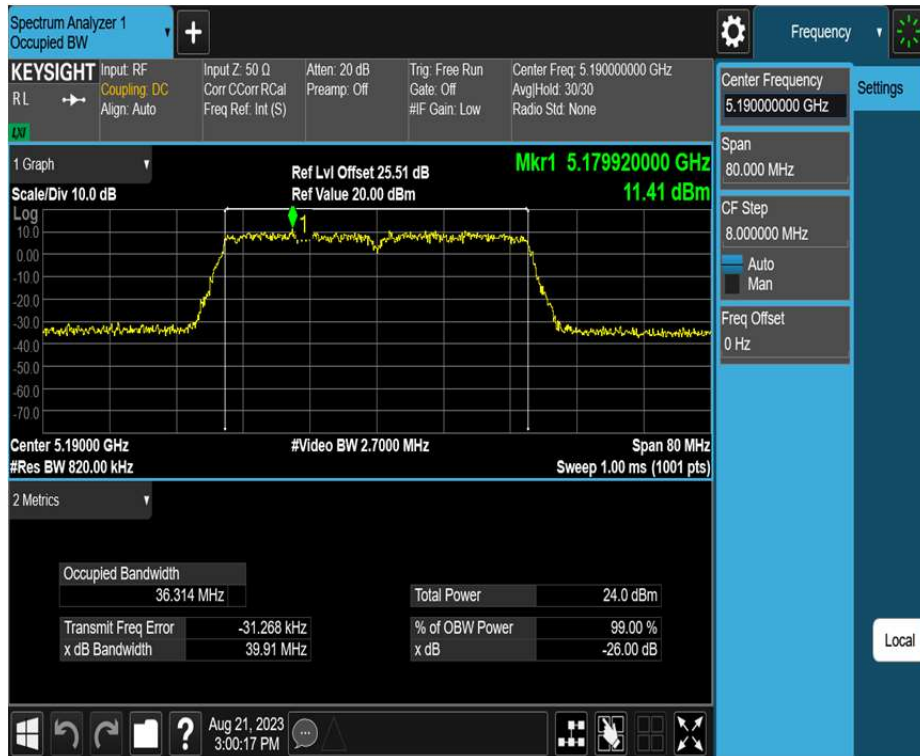 Spectrum Analyzer 1
Occupied BW
+
Frequency
KEYSIGHT
RL
LXI
Input: RF
Coupling: DC
Align: Auto
Input Z: 50 Ω
Corr CCorr RCal
Freq Ref: Int (S)
Atten: 20 dB
Preamp: Off
Trig: Free Run
Gate: Off
#IF Gain: Low
Center Freq: 5.190000000 GHz
Avg|Hold: 30/30
Radio Std: None
Center Frequency
5.19000000 GHz
Settings
Span
80.000 MHz
CF Step
8.000000 MHz
Auto
Man
Freq Offset
0 Hz
1 Graph
Scale/Div 10.0 dB
Ref Lvl Offset 25.51 dB
Ref Value 20.00 dBm
Mkr1 5.179920000 GHz
11.41 dBm
Log
10.0
0.00
-10.0
-20.0
-30.0
-40.0
-50.0
-60.0
-70.0
1
Center 5.19000 GHz
#Video BW 2.7000 MHz
Span 80 MHz
#Res BW 820.00 kHz
Sweep 1.00 ms (1001 pts)
2 Metrics
Occupied Bandwidth
36.314 MHz
Total Power 24.0 dBm
Transmit Freq Error -31.268 kHz
% of OBW Power 99.00 %
x dB Bandwidth 39.91 MHz
x dB -26.00 dB
Local
?
Aug 21, 2023
3:00:17 PM